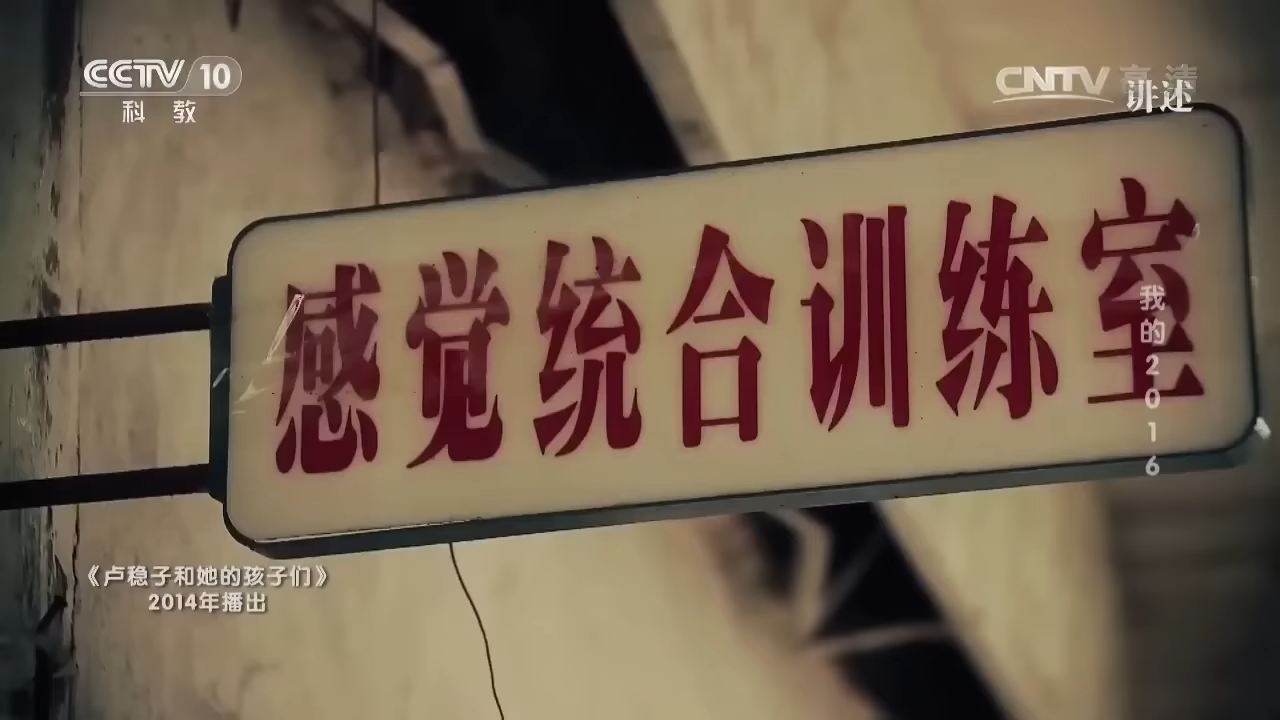 CCTV 10
科教
CNTV 高清
讲述
感觉统合训练室
我的2016
《卢稳子和她的孩子们》
2014年播出